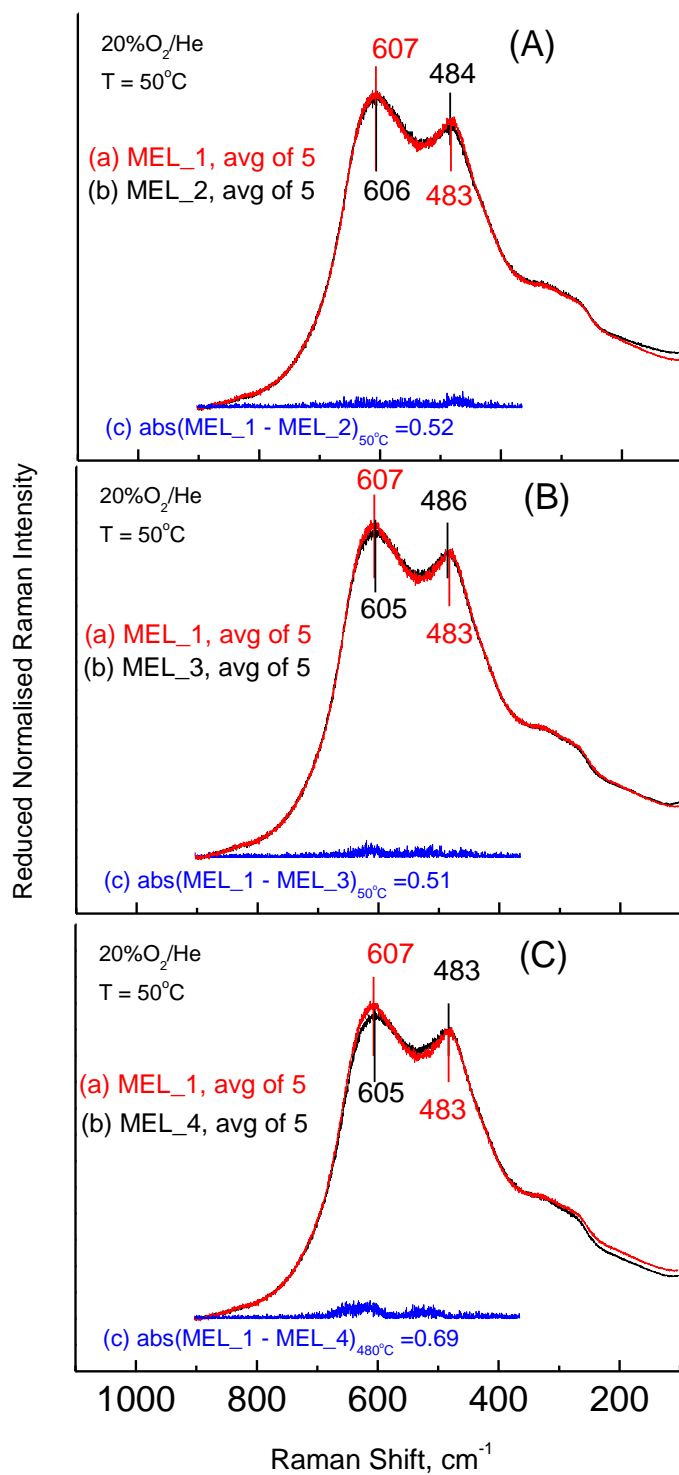 Reduced Normalised Raman Intensity
20%O₂/He
T = 50°C
(A)
607
484
(a) MEL_1, avg of 5
(b) MEL_2, avg of 5
606
483
(c) abs(MEL_1 - MEL_2)₅₀°C =0.52
20%O₂/He
T = 50°C
(B)
607
486
(a) MEL_1, avg of 5
(b) MEL_3, avg of 5
605
483
(c) abs(MEL_1 - MEL_3)₅₀°C =0.51
20%O₂/He
T = 50°C
(C)
607
483
(a) MEL_1, avg of 5
(b) MEL_4, avg of 5
605
483
(c) abs(MEL_1 - MEL_4)₄₈₀°C =0.69
1000 800 600 400 200
Raman Shift, cm⁻¹